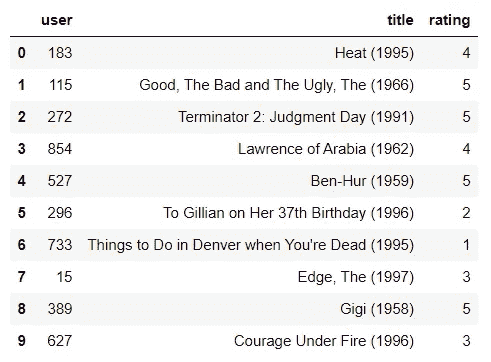 user title rating
0 183 Heat (1995) 4
1 115 Good, The Bad and The Ugly, The (1966) 5
2 272 Terminator 2: Judgment Day (1991) 5
3 854 Lawrence of Arabia (1962) 4
4 527 Ben-Hur (1959) 5
5 296 To Gillian on Her 37th Birthday (1996) 2
6 733 Things to Do in Denver when You're Dead (1995) 1
7 15 Edge, The (1997) 3
8 389 Gigi (1958) 5
9 627 Courage Under Fire (1996) 3